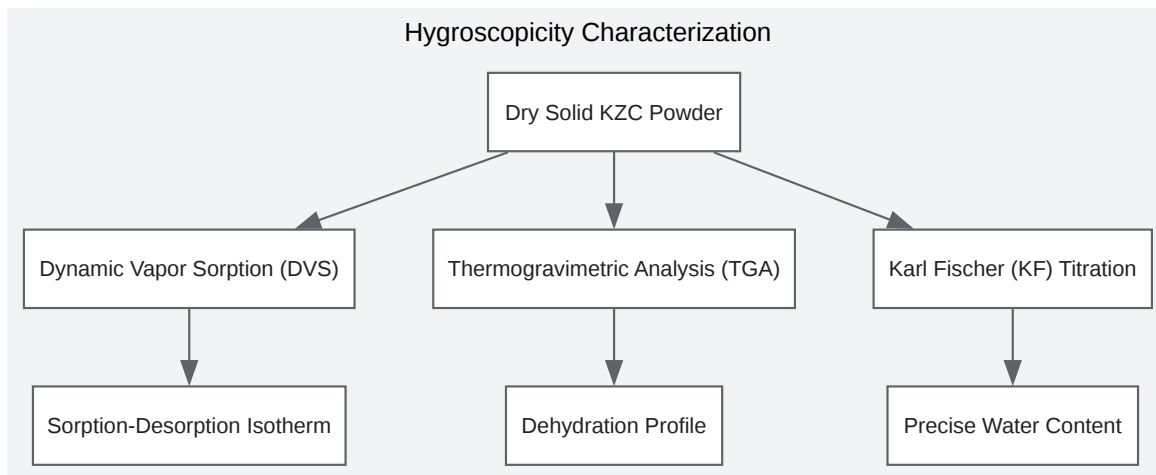 Hygroscopicity Characterization
Dry Solid KZC Powder
Dynamic Vapor Sorption (DVS)
Thermogravimetric Analysis (TGA)
Karl Fischer (KF) Titration
Sorption-Desorption Isotherm
Dehydration Profile
Precise Water Content